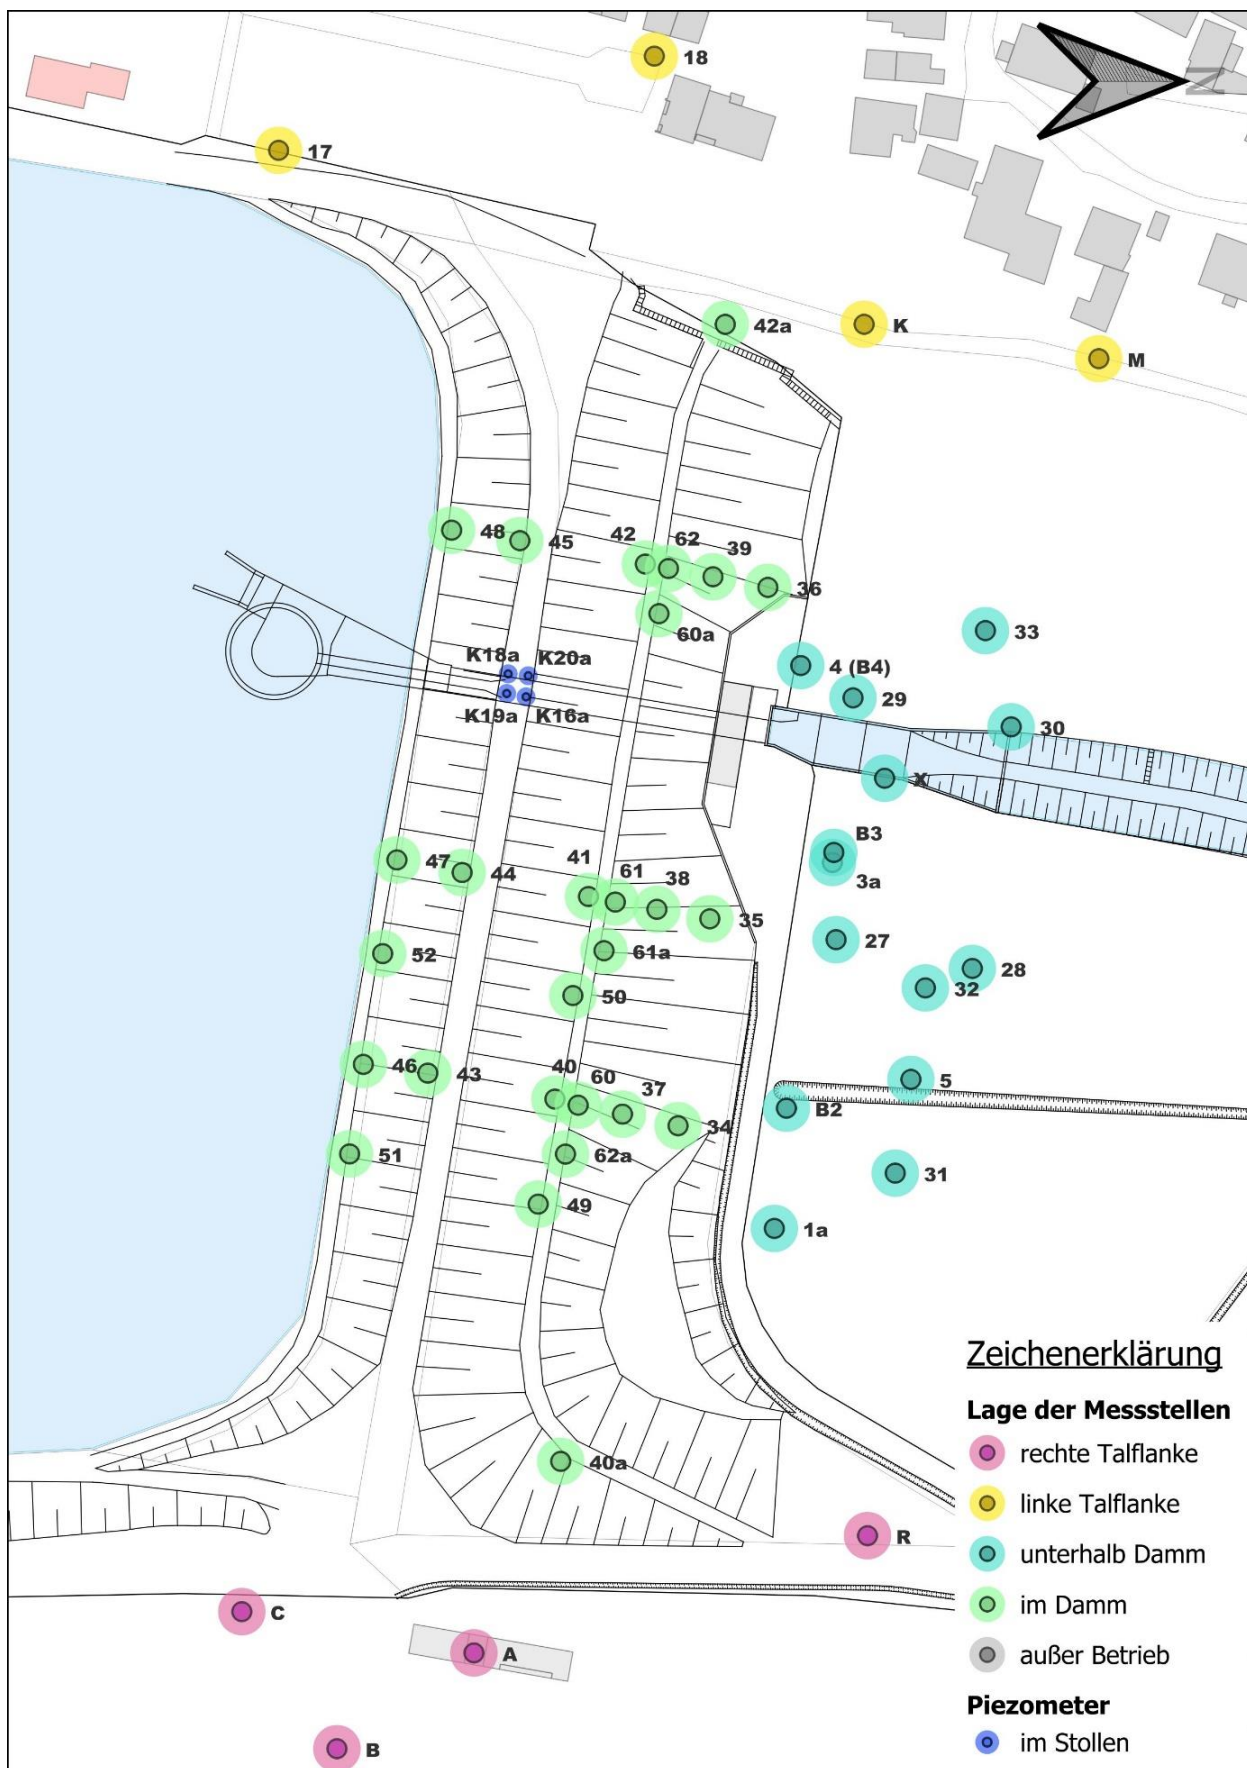 18
N
17
42a
K
M
48
45
42
62
39
36
60a
33
K18a
K20a
4 (B4)
29
K19a
K16a
30
X
B3
3a
47
44
41
61
38
35
27
61a
52
28
32
50
46
43
40
60
37
34
5
B2
51
62a
31
49
1a
Zeichenerklärung
Lage der Messstellen
rechte Talflanke
linke Talflanke
unterhalb Damm
im Damm
außer Betrieb
Piezometer
im Stollen
40a
R
C
A
B